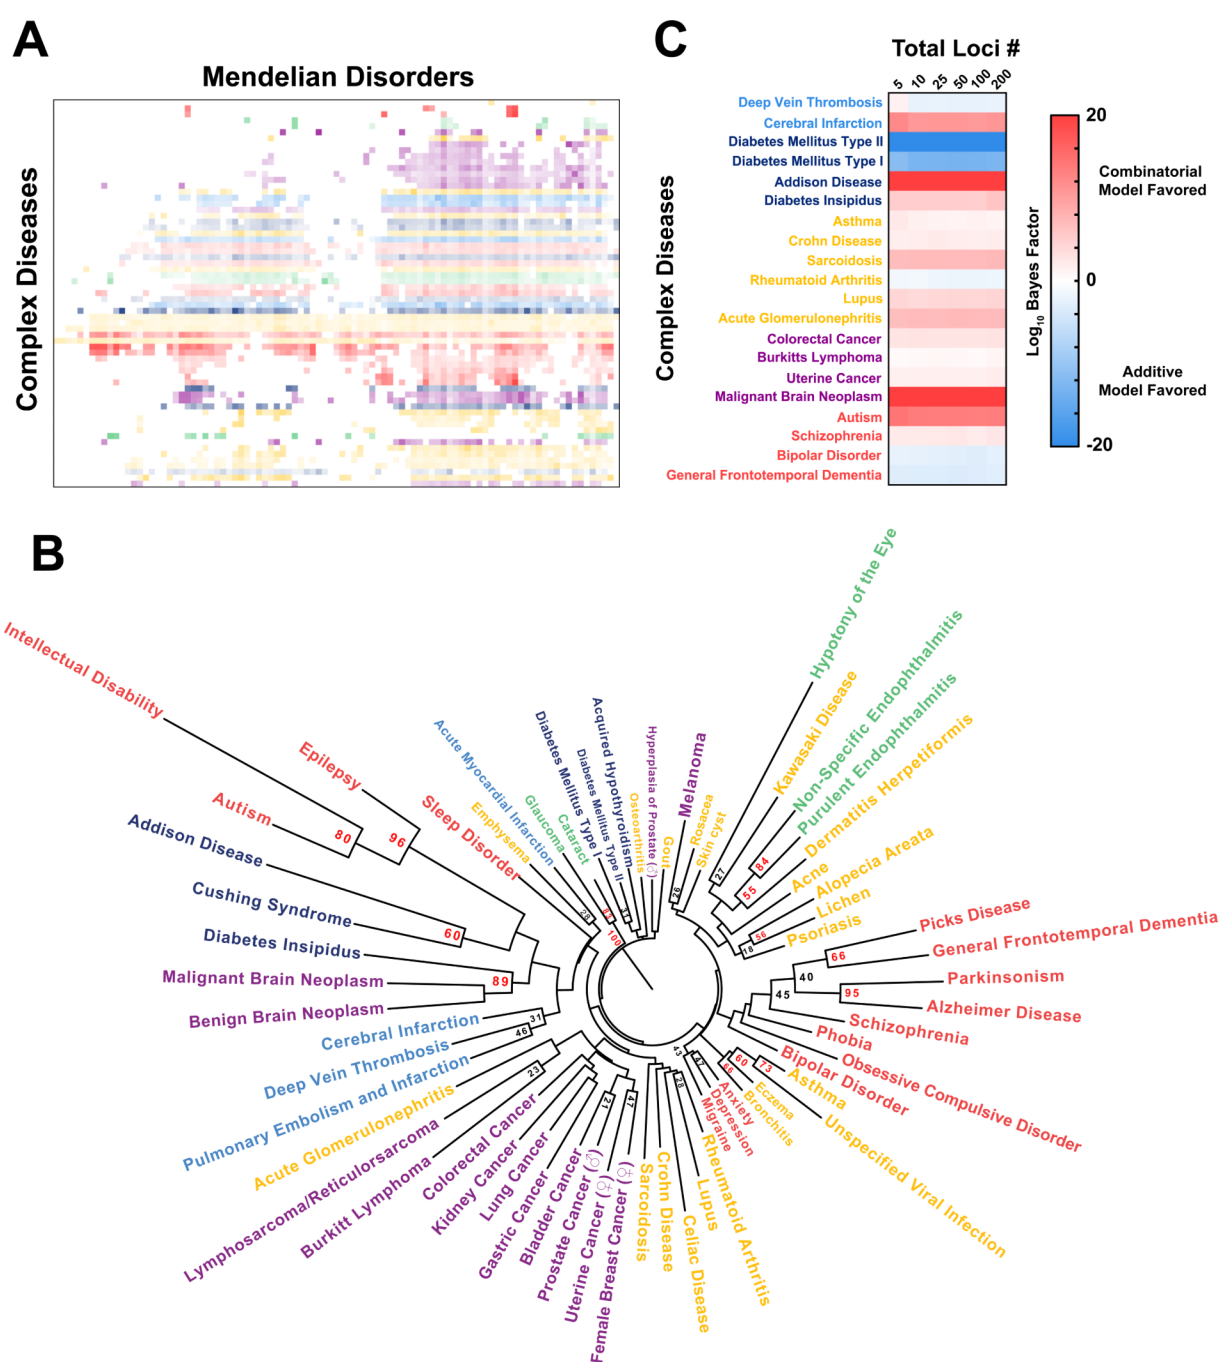 A
Mendelian Disorders
Complex Diseases
C
Total Loci #
5 10 25 50 100 200
Complex Diseases
Deep Vein Thrombosis
Cerebral Infarction
Diabetes Mellitus Type II
Diabetes Mellitus Type I
Addison Disease
Diabetes Insipidus
Asthma
Crohn Disease
Sarcoidosis
Rheumatoid Arthritis
Lupus
Acute Glomerulonephritis
Colorectal Cancer
Burkitts Lymphoma
Uterine Cancer
Malignant Brain Neoplasm
Autism
Schizophrenia
Bipolar Disorder
General Frontotemporal Dementia
20
0
-20
Log10 Bayes Factor
Combinatorial
Model Favored
Additive
Model Favored
B
Intellectual Disability
Epilepsy
Autism
80
96
Addison Disease
Cushing Syndrome
60
Diabetes Insipidus
Malignant Brain Neoplasm
89
Benign Brain Neoplasm
Cerebral Infarction
31
Deep Vein Thrombosis
46
Pulmonary Embolism and Infarction
Acute Glomerulonephritis
Lymphosarcoma/Reticulorsarcoma
23
Burkitt Lymphoma
Colorectal Cancer
Kidney Cancer
Lung Cancer
Gastric Cancer
Bladder Cancer
21
Prostate Cancer (♂)
Uterine Cancer (♀)
47
Female Breast Cancer (♀)
Sarcoidosis
Crohn Disease
Celiac Disease
Lupus
28
Rheumatoid Arthritis
43
Migraine
Depression
47
Anxiety
66
Bronchitis
Eczema
60
73
Asthma
Unspecified Viral Infection
Bipolar Disorder
Obsessive Compulsive Disorder
Phobia
Schizophrenia
45
40
Alzheimer Disease
95
Parkinsonism
General Frontotemporal Dementia
66
Picks Disease
Psoriasis
18
Lichen
56
Alopecia Areata
Acne
Dermatitis Herpetiformis
55
84
Purulent Endophthalmitis
Non-Specific Endophthalmitis
Kawasaki Disease
27
Hypotony of the Eye
Skin cyst
Rosacea
26
Melanoma
Gout
Hyperplasia of Prostate (♂)
Osteoarthritis
Acquired Hypothyroidism
31
Diabetes Mellitus Type II
Diabetes Mellitus Type I
100
Cataract
Glaucoma
Acute Myocardial Infarction
Emphysema
Sleep Disorder